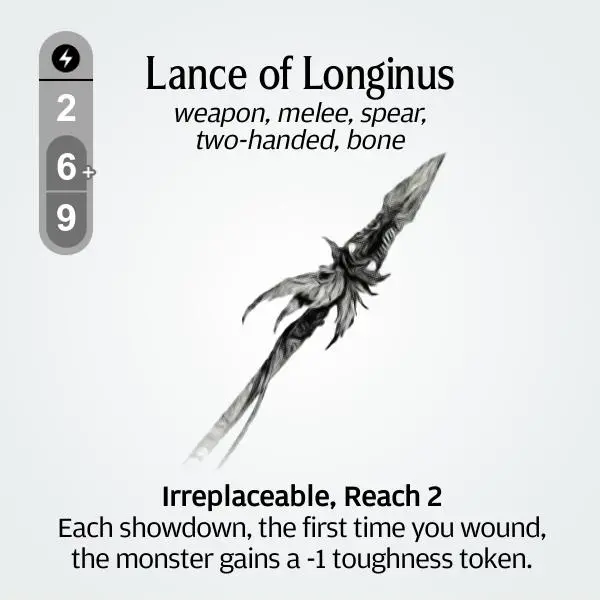 Lance of Longinus
weapon, melee, spear,
two-handed, bone
2
6+
9
Irreplaceable, Reach 2
Each showdown, the first time you wound,
the monster gains a -1 toughness token.